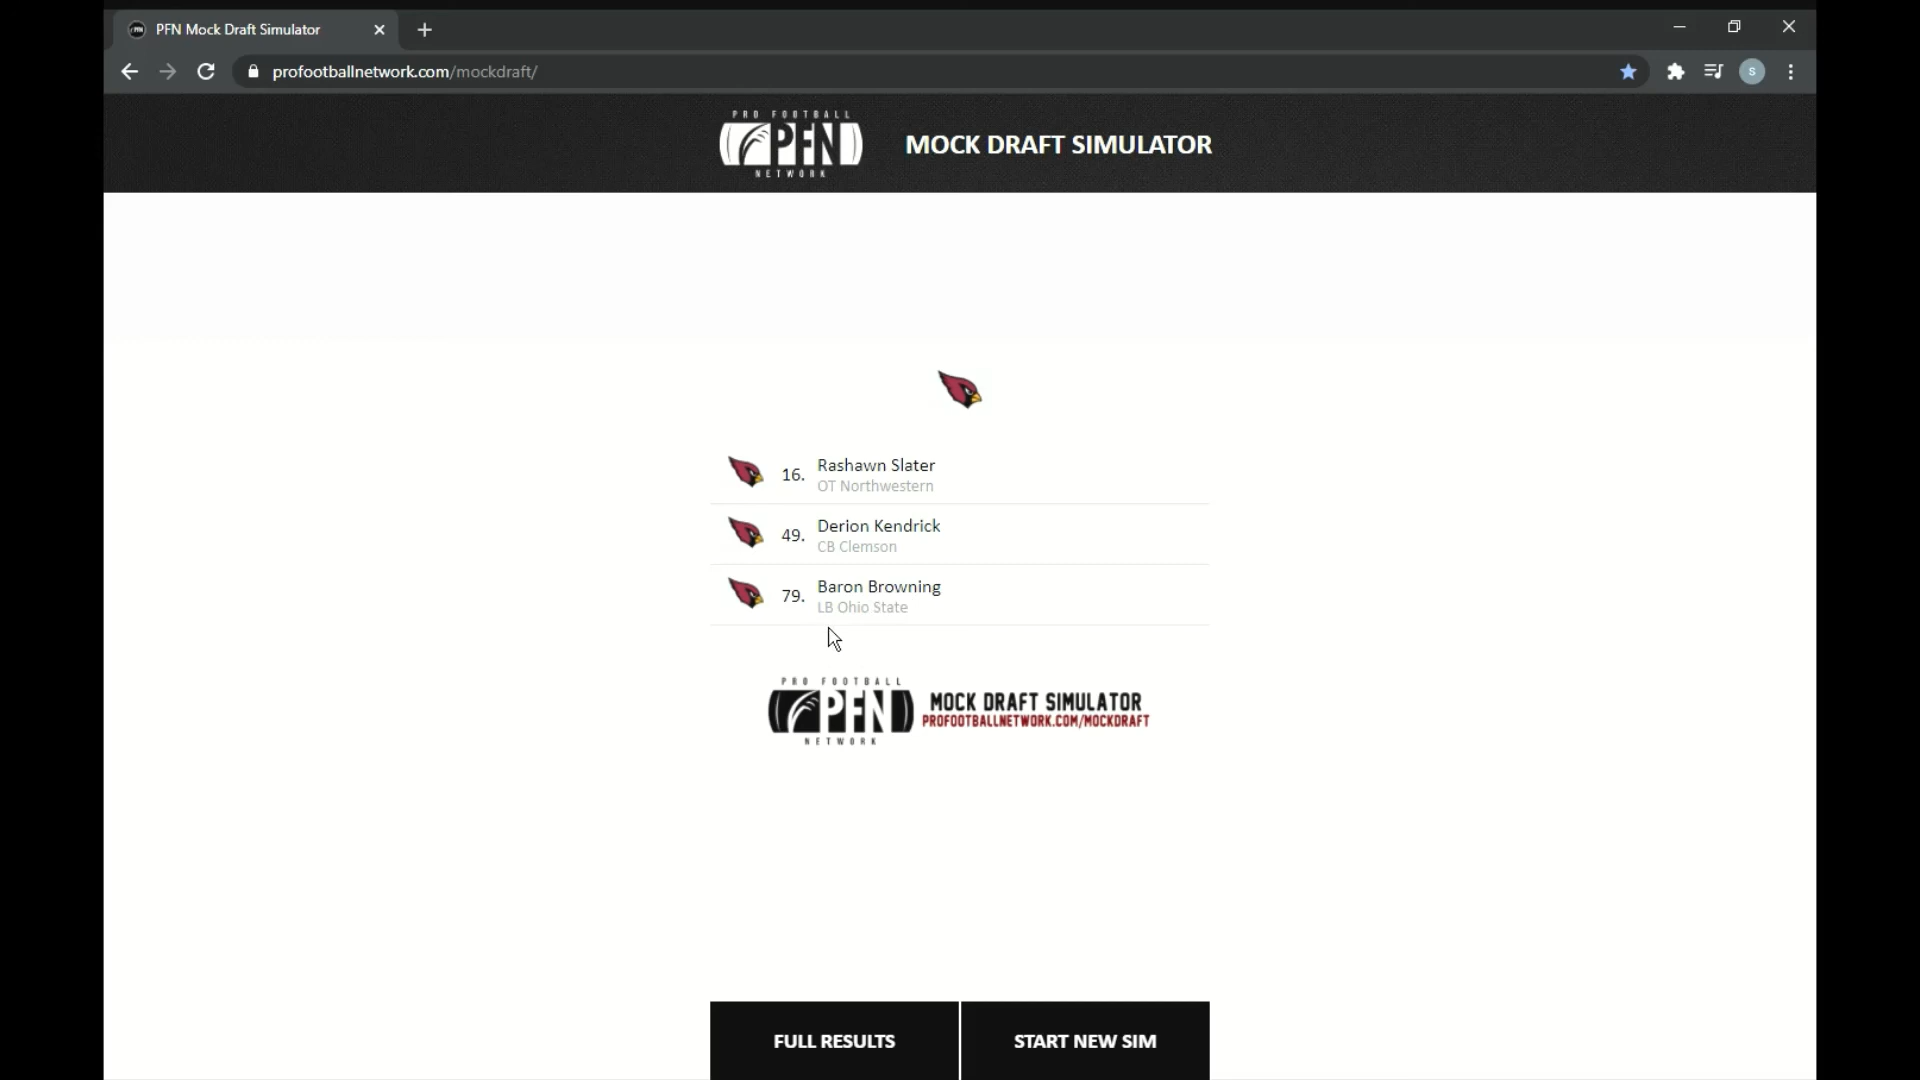 PFN Mock Draft Simulator
profootballnetwork.com/mockdraft/
S
PRO FOOTBALL
PFN
NETWORK
MOCK DRAFT SIMULATOR
16.
Rashawn Slater
OT Northwestern
49.
Derion Kendrick
CB Clemson
79.
Baron Browning
LB Ohio State
PRO FOOTBALL
PFN
NETWORK
MOCK DRAFT SIMULATOR
PROFOOTBALLNETWORK.COM/MOCKDRAFT
FULL RESULTS
START NEW SIM